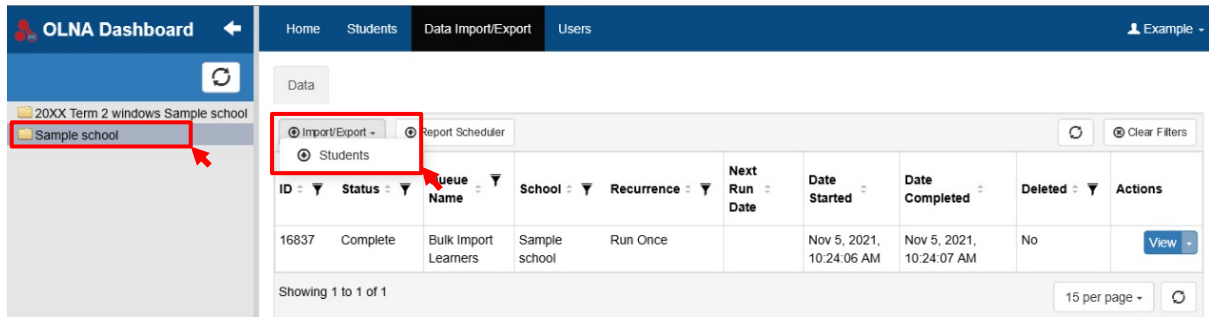 OLNA Dashboard
Home Students Data Import/Export Users Example
Data
20XX Term 2 windows Sample school
Sample school
Import/Export Report Scheduler Clear Filters
Students
ID Status Queue Name School Recurrence Next Run Date Date Started Date Completed Deleted Actions
16837 Complete Bulk Import Learners Sample school Run Once Nov 5, 2021, 10:24:06 AM Nov 5, 2021, 10:24:07 AM No View
Showing 1 to 1 of 1 15 per page